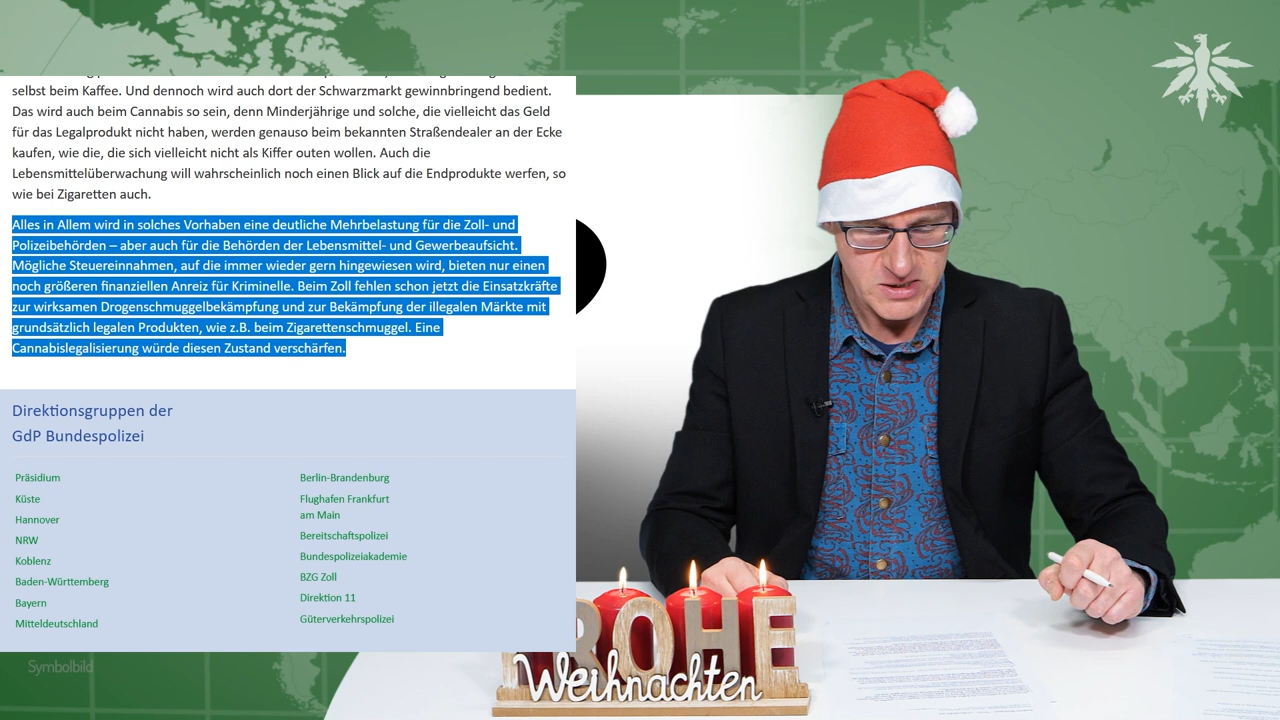 selbst beim Kaffee. Und dennoch wird auch dort der Schwarzmarkt gewinnbringend bedient.
Das wird auch beim Cannabis so sein, denn Minderjährige und solche, die vielleicht das Geld
für das Legalprodukt nicht haben, werden genauso beim bekannten Straßendealer an der Ecke
kaufen, wie die, die sich vielleicht nicht als Kiffer outen wollen. Auch die
Lebensmittelüberwachung will wahrscheinlich noch einen Blick auf die Endprodukte werfen, so
wie bei Zigaretten auch.
Alles in Allem wird in solches Vorhaben eine deutliche Mehrbelastung für die Zoll- und
Polizeibehörden – aber auch für die Behörden der Lebensmittel- und Gewerbeaufsicht.
Mögliche Steuereinnahmen, auf die immer wieder gern hingewiesen wird, bieten nur einen
noch größeren finanziellen Anreiz für Kriminelle. Beim Zoll fehlen schon jetzt die Einsatzkräfte
zur wirksamen Drogenschmuggelbekämpfung und zur Bekämpfung der illegalen Märkte mit
grundsätzlich legalen Produkten, wie z.B. beim Zigarettenschmuggel. Eine
Cannabislegalisierung würde diesen Zustand verschärfen.
Direktionsgruppen der
GdP Bundespolizei
Präsidium
Küste
Hannover
NRW
Koblenz
Baden-Württemberg
Bayern
Mitteldeutschland
Berlin-Brandenburg
Flughafen Frankfurt
am Main
Bereitschaftspolizei
Bundespolizeiakademie
BZG Zoll
Direktion 11
Güterverkehrspolizei
Symbolbild
FROHE
Weihnachten